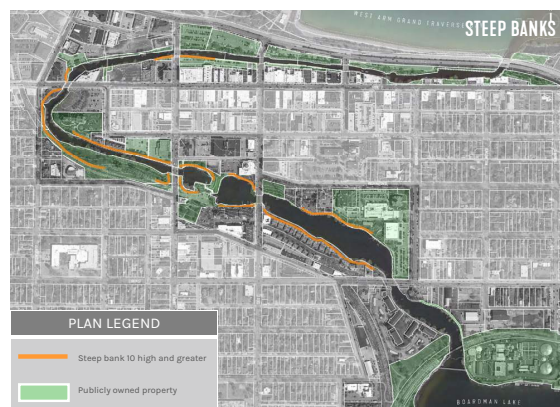 WEST ARM GRAND TRAVERSE
STEEP BANKS
PLAN LEGEND
Steep bank 10 high and greater
Publicly owned property
BOARDMAN LAKE